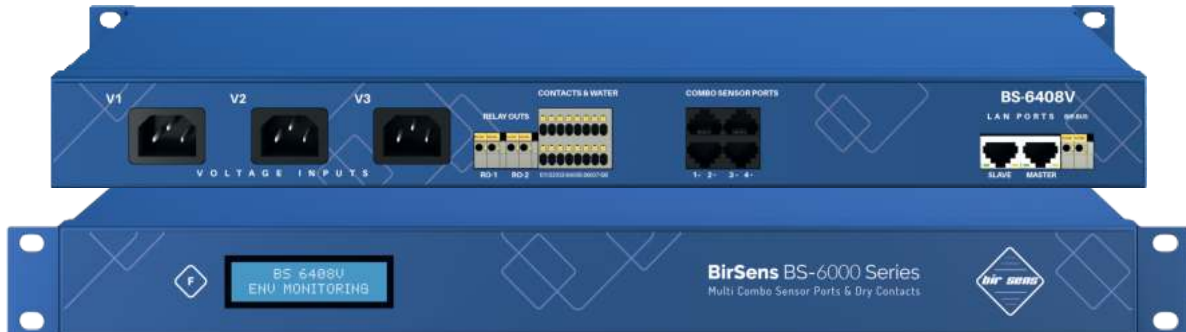 V1 V2 V3
CONTACTS & WATER
COMBO SENSOR PORTS
BS-6408V
RELAY OUTS
LAN PORTS
VOLTAGE INPUTS
RO-1 RO-2
1- 2- 3- 4-
SLAVE MASTER
F
BS 6408V
ENV MONITORING
BirSens BS-6000 Series
Multi Combo Sensor Ports & Dry Contacts
bir sens